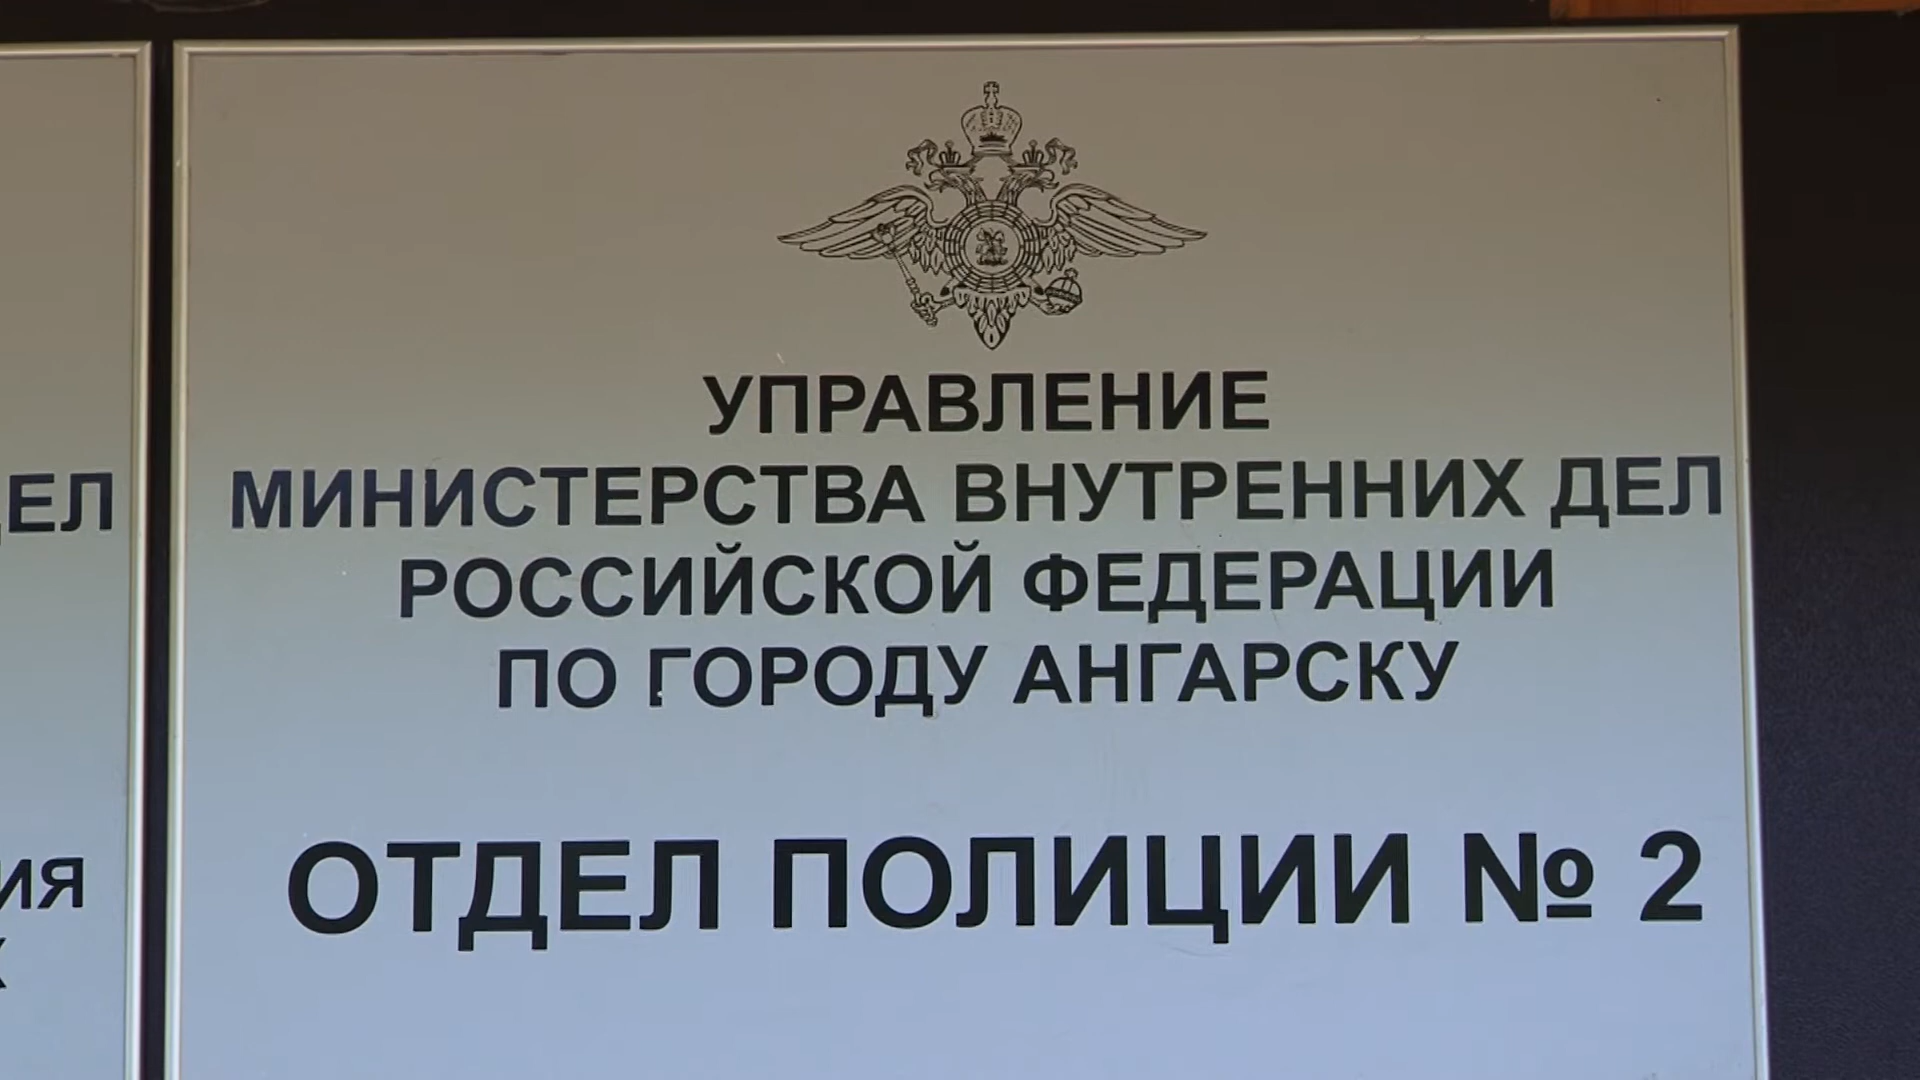 УПРАВЛЕНИЕ
МИНИСТЕРСТВА ВНУТРЕННИХ ДЕЛ
РОССИЙСКОЙ ФЕДЕРАЦИИ
ПО ГОРОДУ АНГАРСКУ
ОТДЕЛ ПОЛИЦИИ № 2